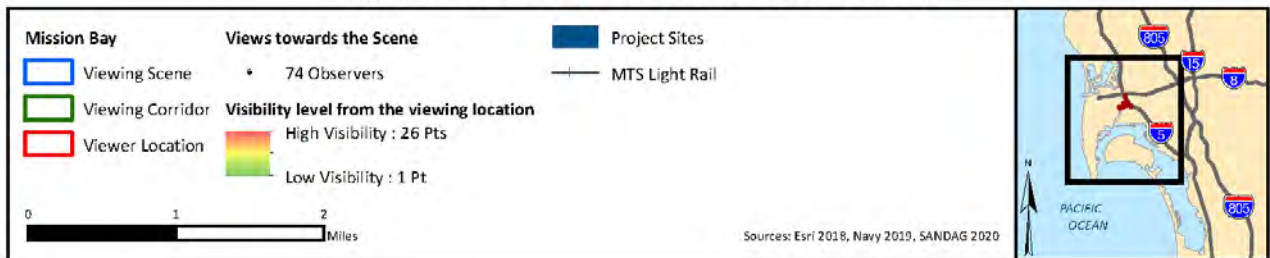 Mission Bay
Viewing Scene
Viewing Corridor
Viewer Location
Views towards the Scene
74 Observers
Visibility level from the viewing location
High Visibility : 26 Pts
Low Visibility : 1 Pt
Project Sites
MTS Light Rail
0 1 2
Miles
Sources: Esri 2018, Navy 2019, SANDAG 2020
805
15
8
5
N
PACIFIC
OCEAN
805